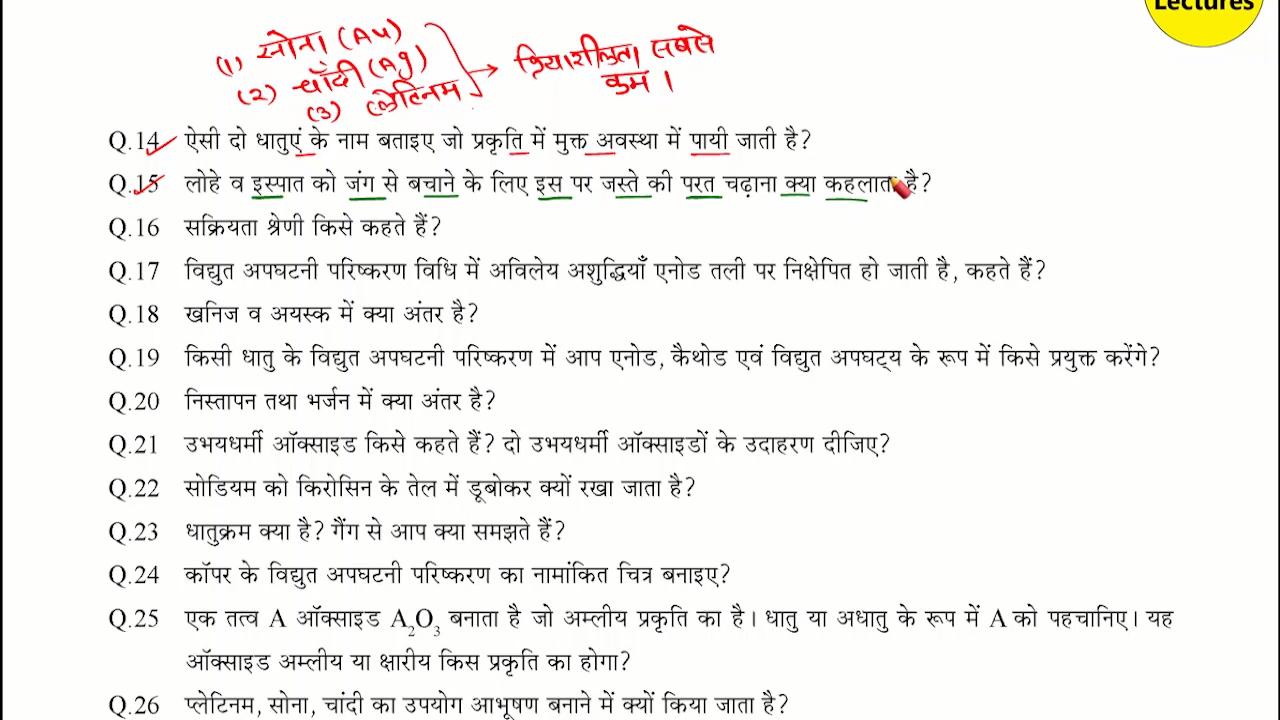 Lectures
(1) सोना (Au)
(2) चाँदी (Ag)
(3) प्लेटिनम
→ क्रियाशीलता सबसे
कम।
Q.14 ऐसी दो धातुएं के नाम बताइए जो प्रकृति में मुक्त अवस्था में पायी जाती है?
Q.15 लोहे व इस्पात को जंग से बचाने के लिए इस पर जस्ते की परत चढ़ाना क्या कहलाता है?
Q.16 सक्रियता श्रेणी किसे कहते हैं?
Q.17 विद्युत अपघटनी परिष्करण विधि में अविलेय अशुद्धियाँ एनोड तली पर निक्षेपित हो जाती है, कहते हैं?
Q.18 खनिज व अयस्क में क्या अंतर है?
Q.19 किसी धातु के विद्युत अपघटनी परिष्करण में आप एनोड, कैथोड एवं विद्युत अपघट्य के रूप में किसे प्रयुक्त करेंगे?
Q.20 निस्तापन तथा भर्जन में क्या अंतर है?
Q.21 उभयधर्मी ऑक्साइड किसे कहते हैं? दो उभयधर्मी ऑक्साइडों के उदाहरण दीजिए?
Q.22 सोडियम को किरोसिन के तेल में डूबोकर क्यों रखा जाता है?
Q.23 धातुक्रम क्या है? गैंग से आप क्या समझते हैं?
Q.24 कॉपर के विद्युत अपघटनी परिष्करण का नामांकित चित्र बनाइए?
Q.25 एक तत्व A ऑक्साइड A₂O₃ बनाता है जो अम्लीय प्रकृति का है। धातु या अधातु के रूप में A को पहचानिए। यह
ऑक्साइड अम्लीय या क्षारीय किस प्रकृति का होगा?
Q.26 प्लेटिनम, सोना, चांदी का उपयोग आभूषण बनाने में क्यों किया जाता है?